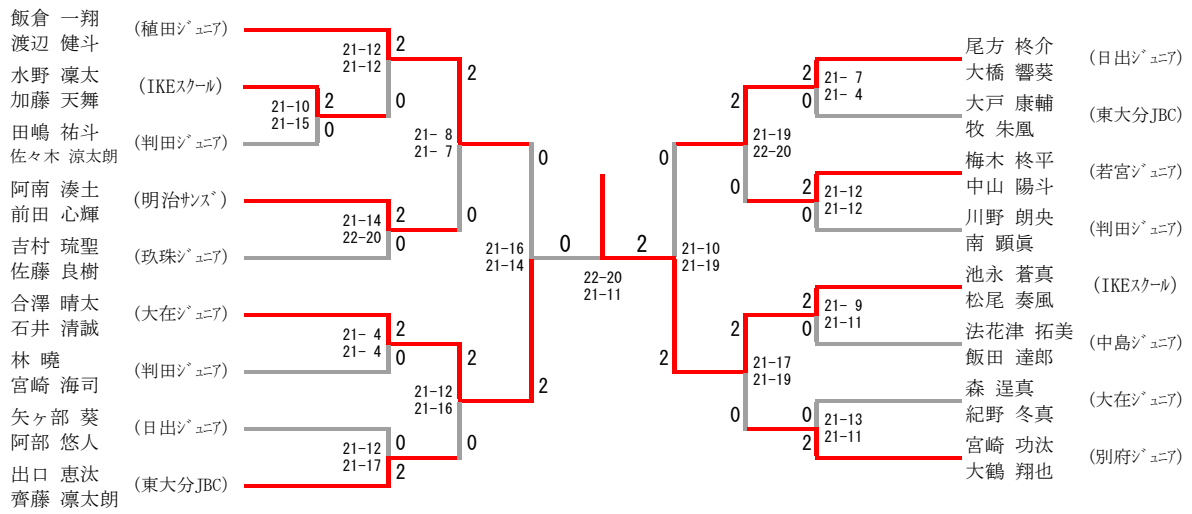 飯倉 一翔
渡辺 健斗
(稙田ジュニア)
水野 凜太
加藤 天舞
(IKEスクール)
田嶋 祐斗
佐々木 涼太朗
(判田ジュニア)
阿南 湊土
前田 心輝
(明治サンズ)
吉村 琉聖
佐藤 良樹
(玖珠ジュニア)
合澤 晴太
石井 清誠
(大在ジュニア)
林 曉
宮崎 海司
(判田ジュニア)
矢ヶ部 葵
阿部 悠人
(日出ジュニア)
出口 恵汰
齊藤 凛太朗
(東大分JBC)
21-10
21-15
2
0
21-12
21-12
2
0
21-14
22-20
2
0
21- 4
21- 4
2
0
21-12
21-17
0
2
21- 8
21- 7
2
0
21-12
21-16
2
0
21-16
21-14
0
2
0
2
22-20
21-11
21-10
21-19
0
2
21-19
22-20
2
0
21-17
21-19
2
0
21- 7
21- 4
2
0
21-12
21-12
2
0
21- 9
21-11
2
0
21-13
21-11
0
2
尾方 柊介
大橋 響葵
(日出ジュニア)
大戸 康輔
牧 朱凰
(東大分JBC)
梅木 柊平
中山 陽斗
(若宮ジュニア)
川野 朗央
南 顕眞
(判田ジュニア)
池永 蒼真
松尾 奏風
(IKEスクール)
法花津 拓美
飯田 達郎
(中島ジュニア)
森 逞真
紀野 冬真
(大在ジュニア)
宮崎 功汰
大鶴 翔也
(別府ジュニア)